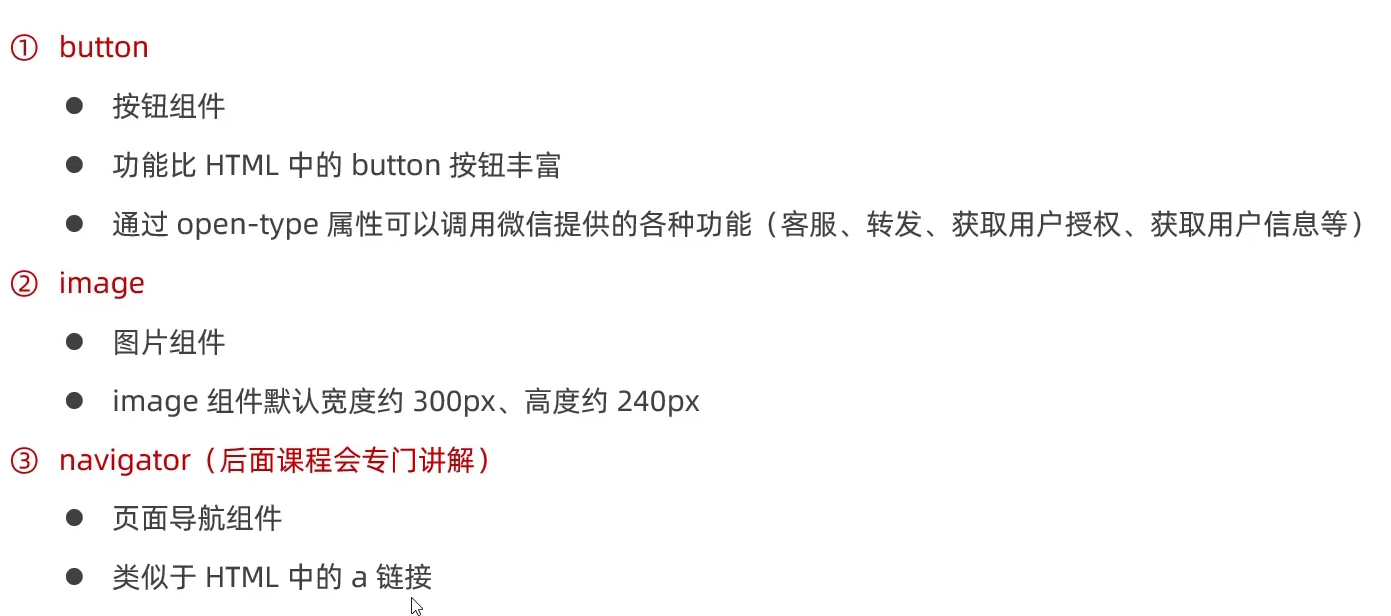 ① button
● 按钮组件
● 功能比 HTML 中的 button 按钮丰富
● 通过 open-type 属性可以调用微信提供的各种功能（客服、转发、获取用户授权、获取用户信息等）
② image
● 图片组件
● image 组件默认宽度约 300px、高度约 240px
③ navigator（后面课程会专门讲解）
● 页面导航组件
● 类似于 HTML 中的 a 链接